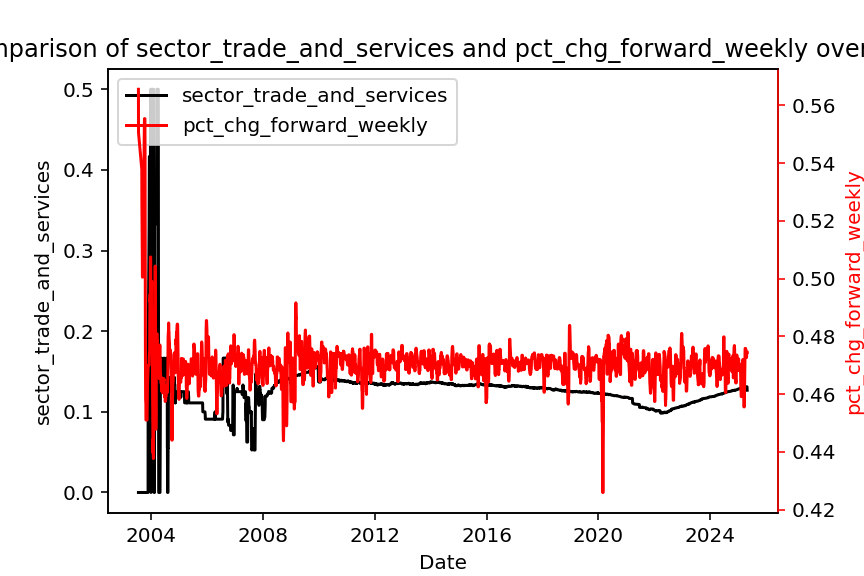 nparison of sector_trade_and_services and pct_chg_forward_weekly over
sector_trade_and_services
pct_chg_forward_weekly
0.5
0.4
0.3
0.2
0.1
0.0
sector_trade_and_services
0.56
0.54
0.52
0.50
0.48
0.46
0.44
0.42
pct_chg_forward_weekly
2004 2008 2012 2016 2020 2024
Date